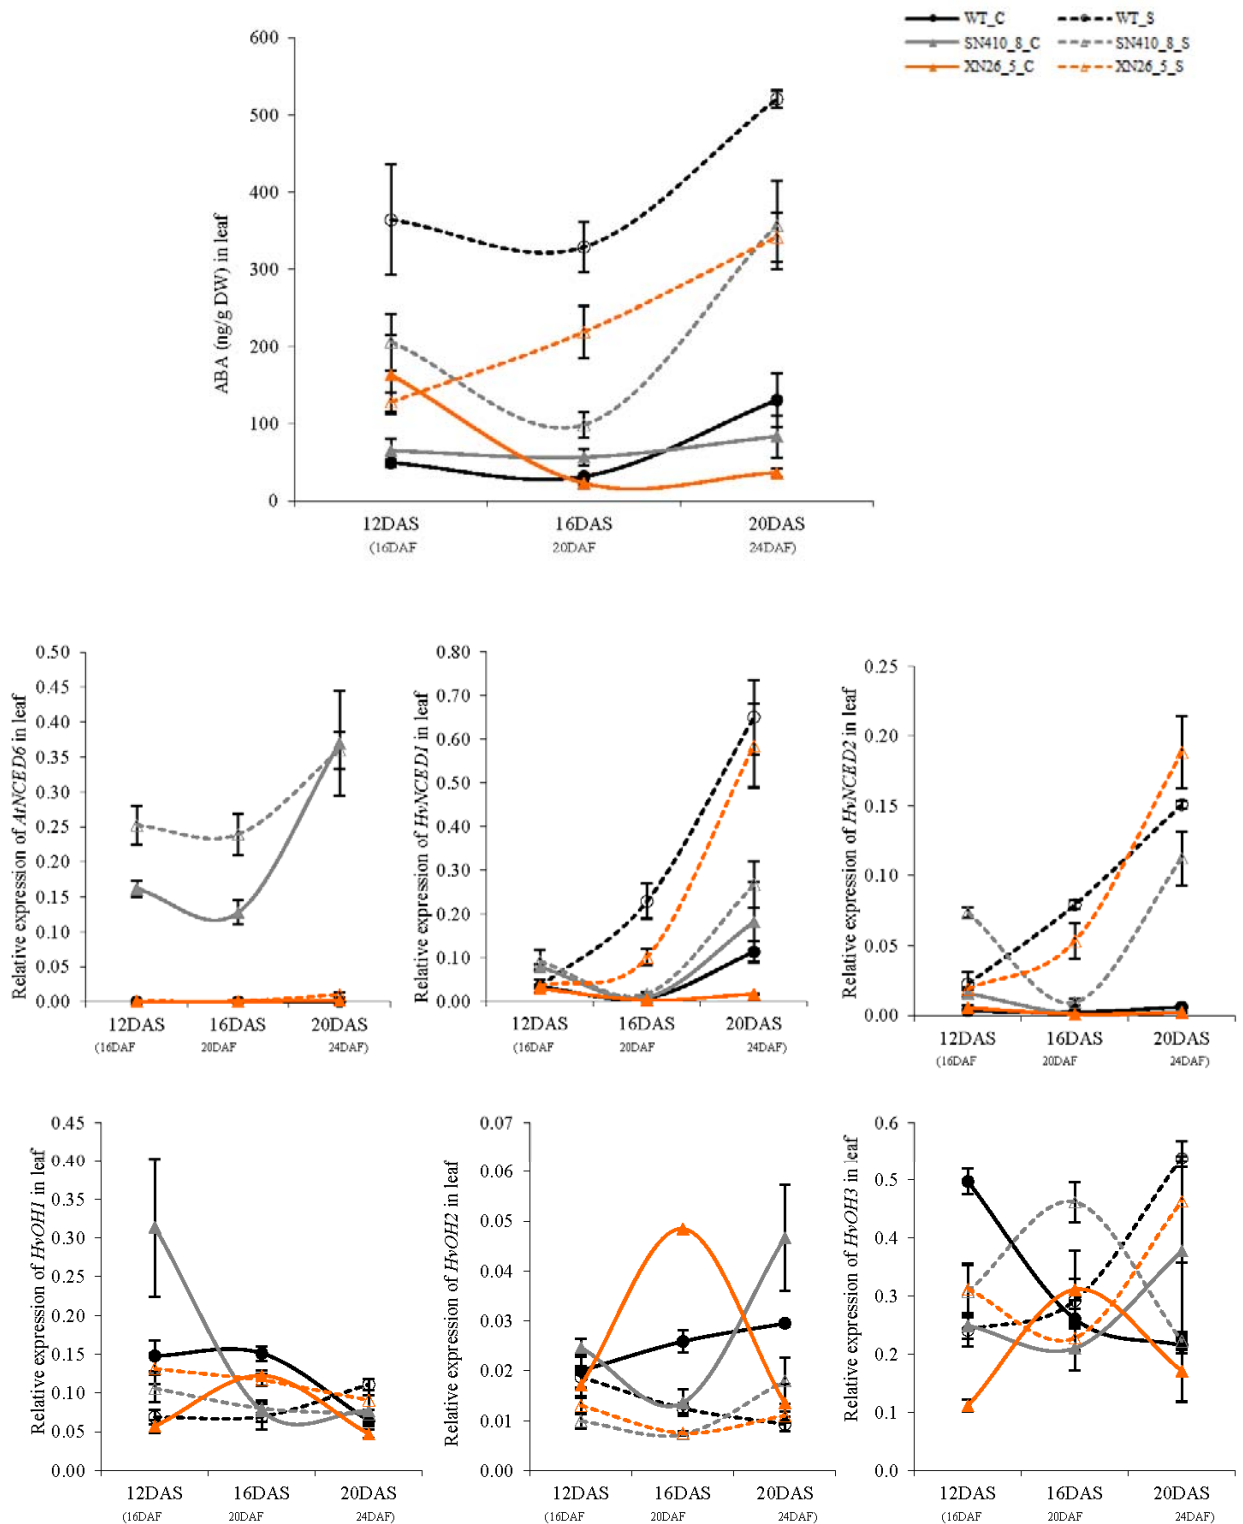 WT_C WT_S
SN410_8_C SN410_8_S
XN26_5_C XN26_5_S
ABA (ng/g DW) in leaf
600
500
400
300
200
100
0
12DAS 16DAS 20DAS
(16DAF 20DAF 24DAF)
Relative expression of AtNCED6 in leaf
0.50
0.45
0.40
0.35
0.30
0.25
0.20
0.15
0.10
0.05
0.00
12DAS 16DAS 20DAS
(16DAF 20DAF 24DAF)
Relative expression of HvNCED1 in leaf
0.80
0.70
0.60
0.50
0.40
0.30
0.20
0.10
0.00
12DAS 16DAS 20DAS
(16DAF 20DAF 24DAF)
Relative expression of HvNCED2 in leaf
0.25
0.20
0.15
0.10
0.05
0.00
12DAS 16DAS 20DAS
(16DAF 20DAF 24DAF)
Relative expression of HvOH1 in leaf
0.45
0.40
0.35
0.30
0.25
0.20
0.15
0.10
0.05
0.00
12DAS 16DAS 20DAS
(16DAF 20DAF 24DAF)
Relative expression of HvOH2 in leaf
0.07
0.06
0.05
0.04
0.03
0.02
0.01
0.00
12DAS 16DAS 20DAS
(16DAF 20DAF 24DAF)
Relative expression of HvOH3 in leaf
0.6
0.5
0.4
0.3
0.2
0.1
0.0
12DAS 16DAS 20DAS
(16DAF 20DAF 24DAF)